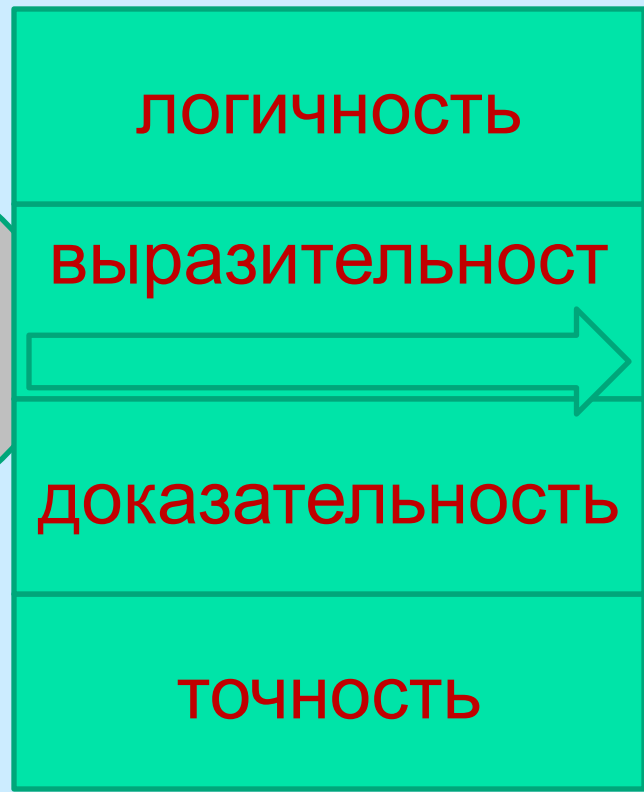 логичность
выразительност
доказательность
точность